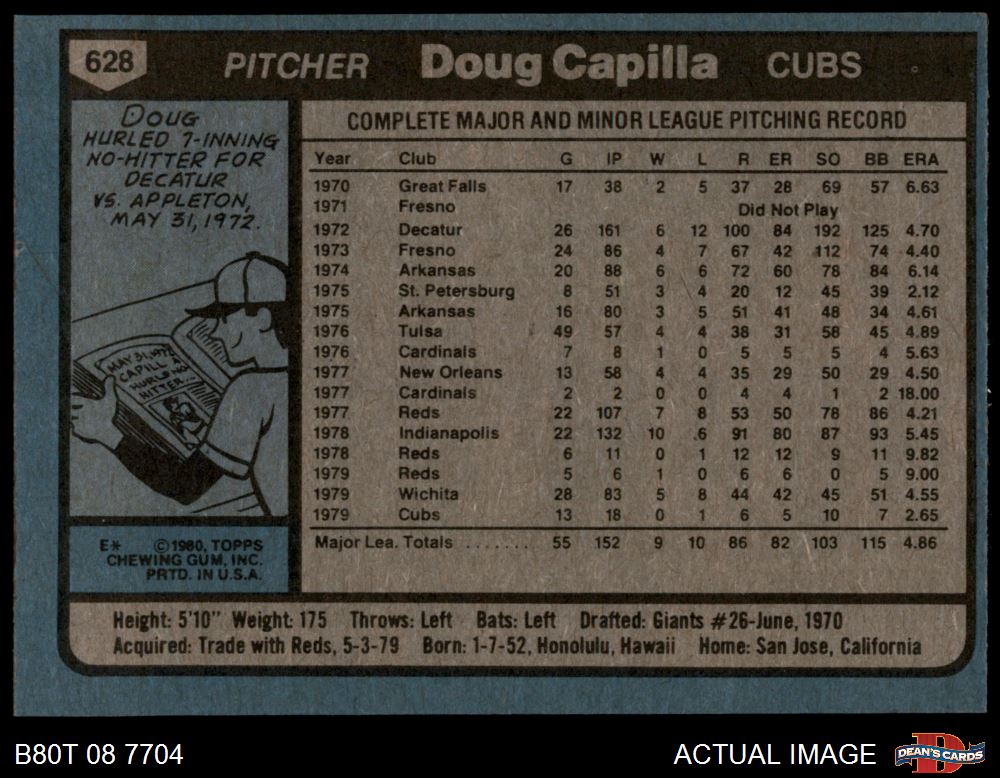 628 PITCHER Doug Capilla CUBS
DOUG
HURLED 7-INNING
NO-HITTER FOR
DECATUR
VS. APPLETON,
MAY 31, 1972.
MAY 31, 1972
CAPILLA
HURLS NO
HITTER...
E* © 1980, TOPPS
CHEWING GUM, INC.
PRTD. IN U.S.A.
COMPLETE MAJOR AND MINOR LEAGUE PITCHING RECORD
Year Club G IP W L R ER SO BB ERA
1970 Great Falls 17 38 2 5 37 28 69 57 6.63
1971 Fresno Did Not Play
1972 Decatur 26 161 6 12 100 84 192 125 4.70
1973 Fresno 24 86 4 7 67 42 112 74 4.40
1974 Arkansas 20 88 6 6 72 60 78 84 6.14
1975 St. Petersburg 8 51 3 4 20 12 45 39 2.12
1975 Arkansas 16 80 3 5 51 41 48 34 4.61
1976 Tulsa 49 57 4 4 38 31 58 45 4.89
1976 Cardinals 7 8 1 0 5 5 5 4 5.63
1977 New Orleans 13 58 4 4 35 29 50 29 4.50
1977 Cardinals 2 2 0 0 4 4 1 2 18.00
1977 Reds 22 107 7 8 53 50 78 86 4.21
1978 Indianapolis 22 132 10 6 91 80 87 93 5.45
1978 Reds 6 11 0 1 12 12 9 11 9.82
1979 Reds 5 6 1 0 6 6 0 5 9.00
1979 Wichita 28 83 5 8 44 42 45 51 4.55
1979 Cubs 13 18 0 1 6 5 10 7 2.65
Major Lea. Totals ....... 55 152 9 10 86 82 103 115 4.86
Height: 5'10" Weight: 175 Throws: Left Bats: Left Drafted: Giants #26-June, 1970
Acquired: Trade with Reds, 5-3-79 Born: 1-7-52, Honolulu, Hawaii Home: San Jose, California
B80T 08 7704 ACTUAL IMAGE DEAN'S CARDS